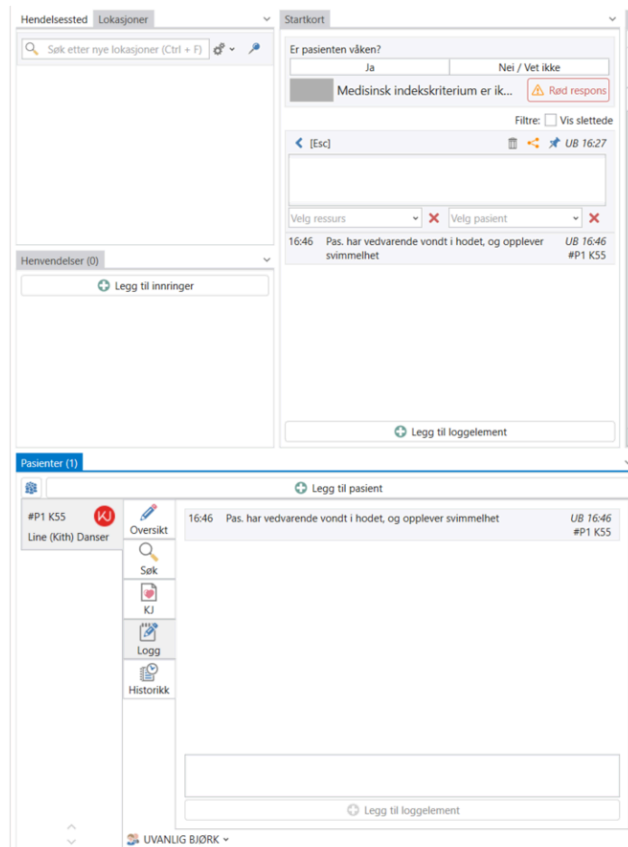 Hendelsessted Lokasjoner
Søk etter nye lokasjoner (Ctrl + F)
Henvendelser (0)
Legg til innringer
Startkort
Er pasienten våken?
Ja Nei / Vet ikke
Medisinsk indekskriterium er ik... Rød respons
Filtre: Vis slettede
[Esc] UB 16:27
Velg ressurs Velg pasient
16:46 Pas. har vedvarende vondt i hodet, og opplever UB 16:46
svimmelhet #P1 K55
Legg til loggelement
Pasienter (1)
Legg til pasient
#P1 K55 KJ
Line (Kith) Danser
Oversikt
Søk
KJ
Logg
Historikk
16:46 Pas. har vedvarende vondt i hodet, og opplever svimmelhet UB 16:46
#P1 K55
Legg til loggelement
UVANLIG BJØRK